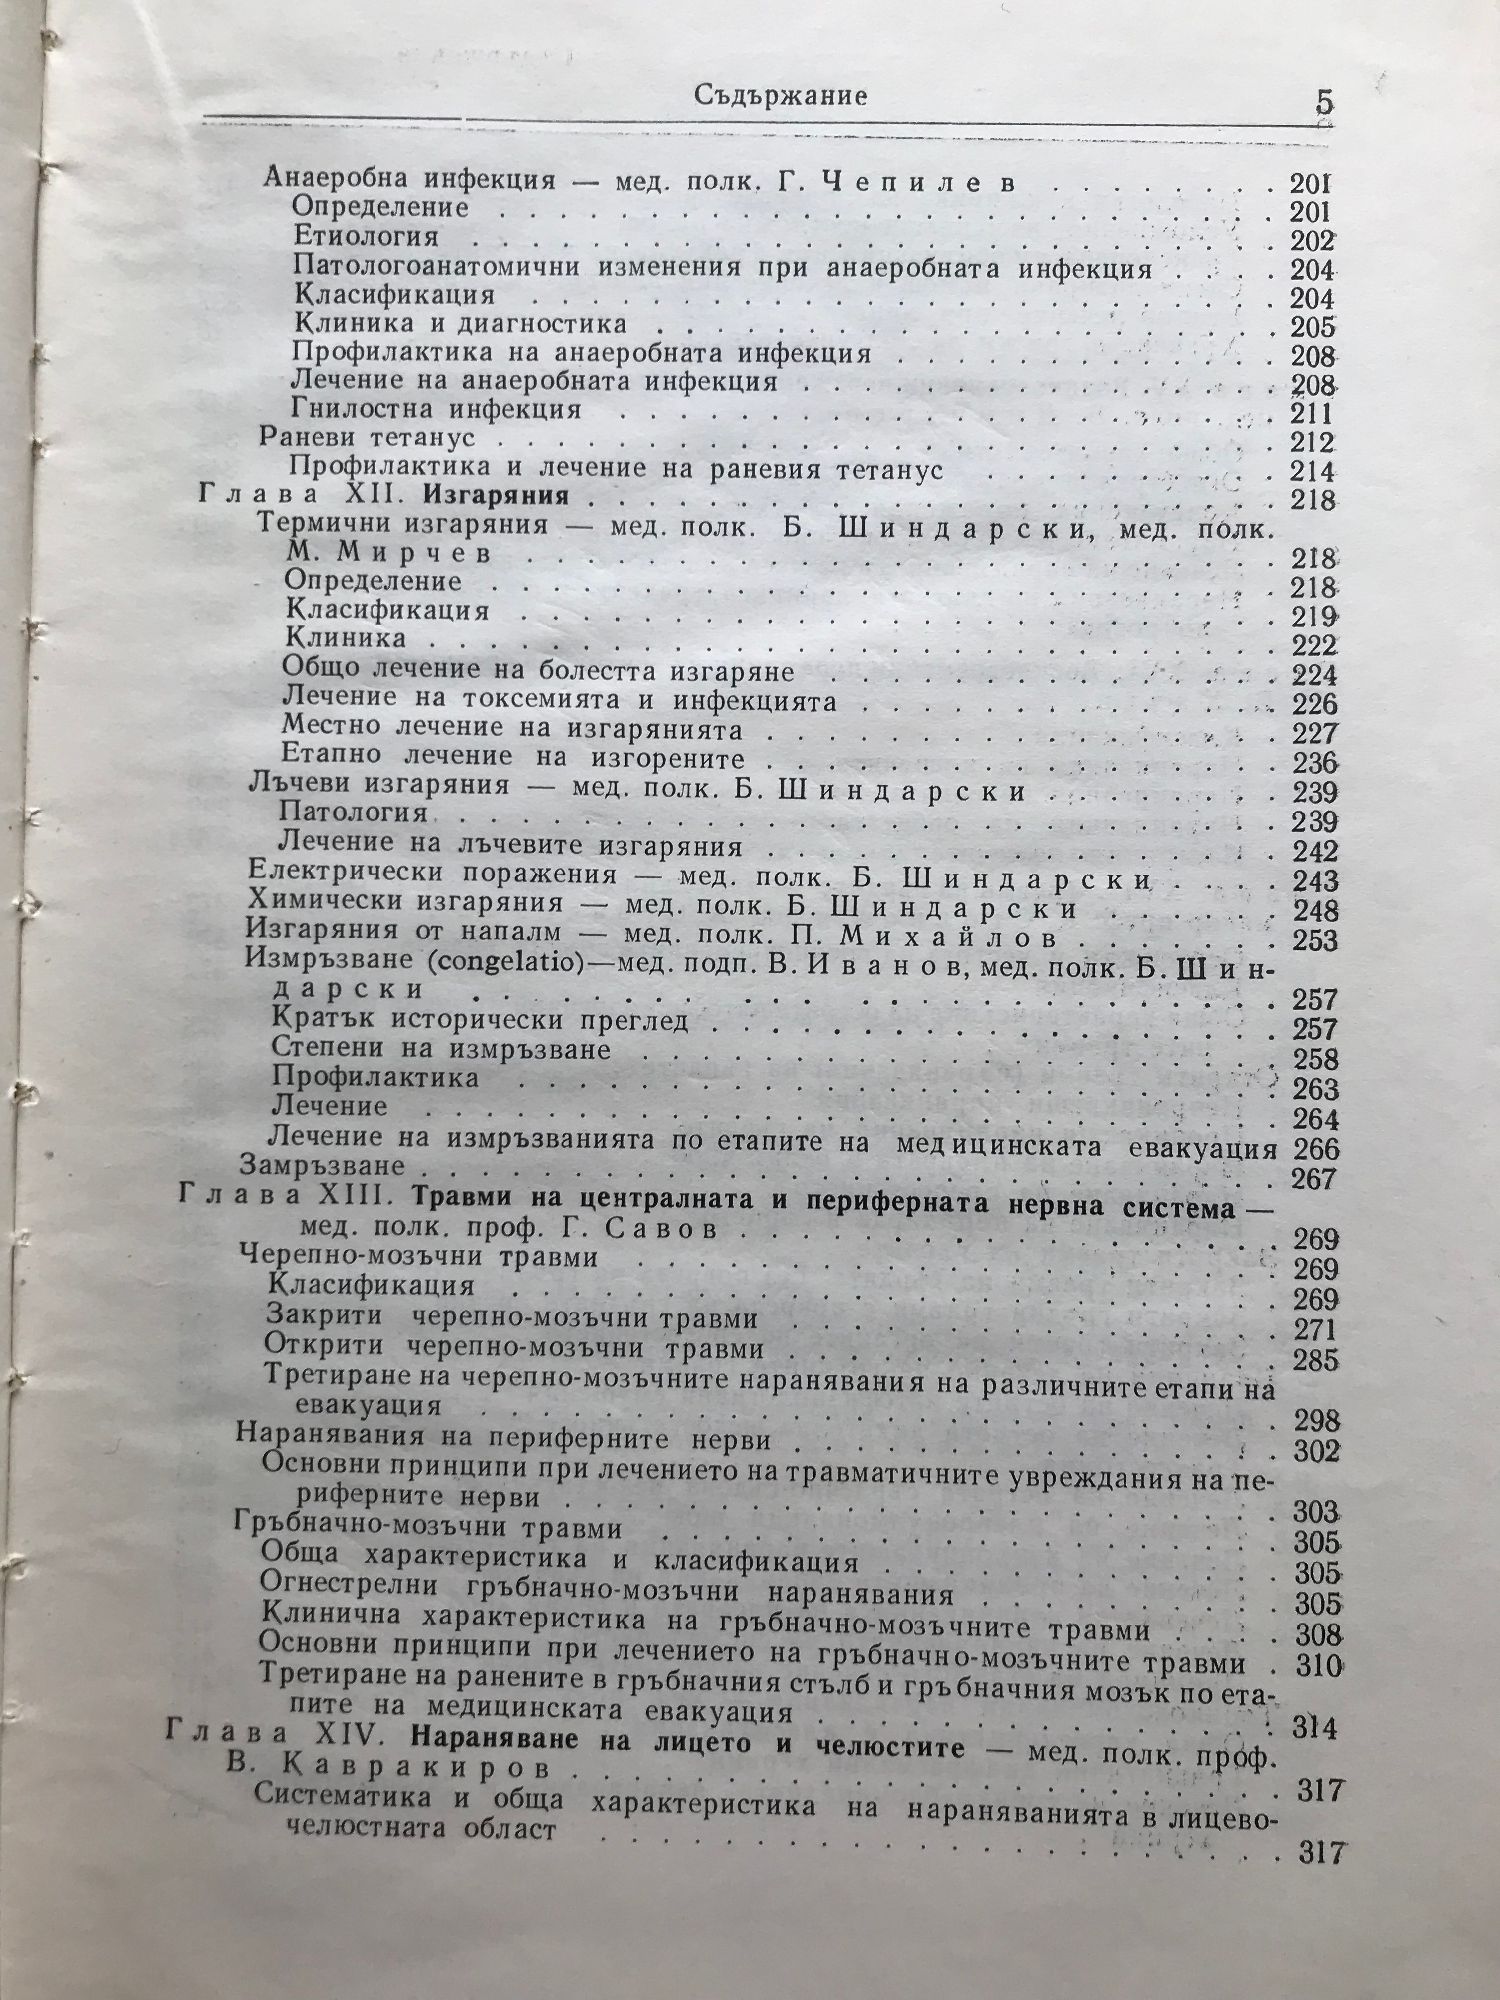 Съдържание 5
Анаеробна инфекция — мед. полк. Г. Чепилев . . . . . . . . 201
Определение . . . . . . . . . . . . . . . . . . . . . . . . . . 201
Етиология . . . . . . . . . . . . . . . . . . . . . . . . . . . 202
Патологоанатомични изменения при анаеробната инфекция . . . . 204
Класификация . . . . . . . . . . . . . . . . . . . . . . . . . 204
Клиника и диагностика . . . . . . . . . . . . . . . . . . . . . 205
Профилактика на анаеробната инфекция . . . . . . . . . . . . . 208
Лечение на анаеробната инфекция . . . . . . . . . . . . . . . . 208
Гнилостна инфекция . . . . . . . . . . . . . . . . . . . . . . 211
Раневи тетанус . . . . . . . . . . . . . . . . . . . . . . . . . 212
Профилактика и лечение на раневия тетанус . . . . . . . . . . 214
Глава XII. Изгаряния . . . . . . . . . . . . . . . . . . . . . . . 218
Термични изгаряния — мед. полк. Б. Шиндарски, мед. полк.
М. Мирчев . . . . . . . . . . . . . . . . . . . . . . . . . 218
Определение . . . . . . . . . . . . . . . . . . . . . . . . . . 218
Класификация . . . . . . . . . . . . . . . . . . . . . . . . . 219
Клиника . . . . . . . . . . . . . . . . . . . . . . . . . . . . 222
Общо лечение на болестта изгаряне . . . . . . . . . . . . . . . 224
Лечение на токсемията и инфекцията . . . . . . . . . . . . . . 226
Местно лечение на изгарянията . . . . . . . . . . . . . . . . . 227
Етапно лечение на изгорените . . . . . . . . . . . . . . . . . 236
Лъчеви изгаряния — мед. полк. Б. Шиндарски . . . . . . . . 239
Патология . . . . . . . . . . . . . . . . . . . . . . . . . . . 239
Лечение на лъчевите изгаряния . . . . . . . . . . . . . . . . . 242
Електрически поражения — мед. полк. Б. Шиндарски . . . . 243
Химически изгаряния — мед. полк. Б. Шиндарски . . . . . . 248
Изгаряния от напалм — мед. полк. П. Михайлов . . . . . . . 253
Измръзване (congelatio)—мед. подп. В. Иванов, мед. полк. Б. Шин-
дарски . . . . . . . . . . . . . . . . . . . . . . . . . . 257
Кратък исторически преглед . . . . . . . . . . . . . . . . . . . 257
Степени на измръзване . . . . . . . . . . . . . . . . . . . . . 258
Профилактика . . . . . . . . . . . . . . . . . . . . . . . . . 263
Лечение . . . . . . . . . . . . . . . . . . . . . . . . . . . . 264
Лечение на измръзванията по етапите на медицинската евакуация 266
Замръзване . . . . . . . . . . . . . . . . . . . . . . . . . . . . 267
Глава XIII. Травми на централната и периферната нервна система —
мед. полк. проф. Г. Савов . . . . . . . . . . . . . . . . . . 269
Черепно-мозъчни травми . . . . . . . . . . . . . . . . . . . . . 269
Класификация . . . . . . . . . . . . . . . . . . . . . . . . . 269
Закрити черепно-мозъчни травми . . . . . . . . . . . . . . . . 271
Открити черепно-мозъчни травми . . . . . . . . . . . . . . . . 285
Третиране на черепно-мозъчните наранявания на различните етапи на
евакуация . . . . . . . . . . . . . . . . . . . . . . . . . . 298
Наранявания на периферните нерви . . . . . . . . . . . . . . . . 302
Основни принципи при лечението на травматичните увреждания на пе-
риферните нерви . . . . . . . . . . . . . . . . . . . . . . . 303
Гръбначно-мозъчни травми . . . . . . . . . . . . . . . . . . . . 305
Обща характеристика и класификация . . . . . . . . . . . . . . 305
Огнестрелни гръбначно-мозъчни наранявания . . . . . . . . . . 305
Клинична характеристика на гръбначно-мозъчните травми . . . . 308
Основни принципи при лечението на гръбначно-мозъчните травми . 310
Третиране на ранените в гръбначния стълб и гръбначния мозък по ета-
пите на медицинската евакуация . . . . . . . . . . . . . . . 314
Глава XIV. Нараняване на лицето и челюстите — мед. полк. проф.
В. Кавракиров . . . . . . . . . . . . . . . . . . . . . . . . 317
Систематика и обща характеристика на нараняванията в лицево-
челюстната област . . . . . . . . . . . . . . . . . . . . . . 317